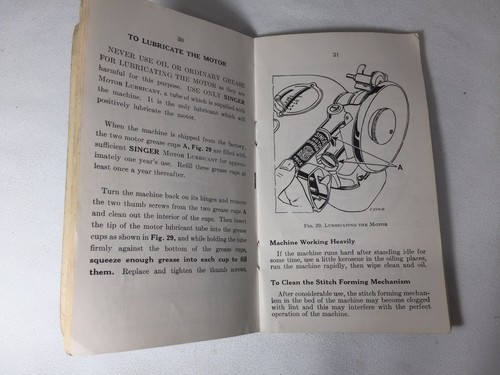 30
TO LUBRICATE THE MOTOR
NEVER USE OIL OR ORDINARY GREASE
FOR LUBRICATING THE MOTOR as they are
harmful for this purpose. USE ONLY SINGER
MOTOR LUBRICANT, a tube of which is supplied with
the machine. It is the only lubricant which will
positively lubricate the motor.
When the machine is shipped from the factory,
the two motor grease cups A, Fig. 29 are filled with
sufficient SINGER MOTOR LUBRICANT for approx-
imately one year's use. Refill these grease cups at
least once a year thereafter.
Turn the machine back on its hinges and remove
the two thumb screws from the two grease cups A
and clean out the interior of the cups. Then insert
the tip of the motor lubricant tube into the grease
cups as shown in Fig. 29, and while holding the tube
firmly against the bottom of the grease cups,
squeeze enough grease into each cup to fill
them. Replace and tighten the thumb screws.
31
A
FIG. 29. LUBRICATING THE MOTOR
Machine Working Heavily
If the machine runs hard after standing idle for
some time, use a little kerosene in the oiling places,
run the machine rapidly, then wipe clean and oil.
To Clean the Stitch Forming Mechanism
After considerable use, the stitch forming mechan-
ism in the bed of the machine may become clogged
with lint and this may interfere with the perfect
operation of the machine.